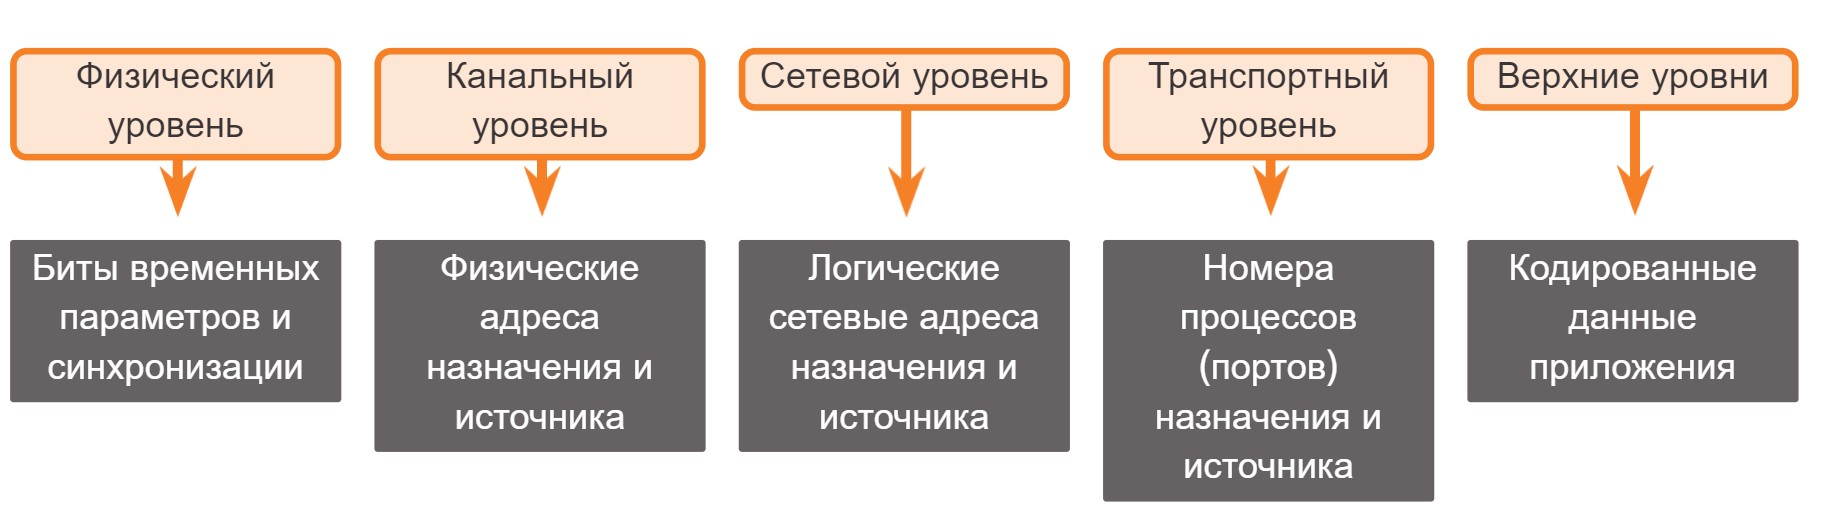 Физический
уровень
Канальный
уровень
Сетевой уровень
Транспортный
уровень
Верхние уровни
Биты временных
параметров и
синхронизации
Физические
адреса
назначения и
источника
Логические
сетевые адреса
назначения и
источника
Номера
процессов
(портов)
назначения и
источника
Кодированные
данные
приложения